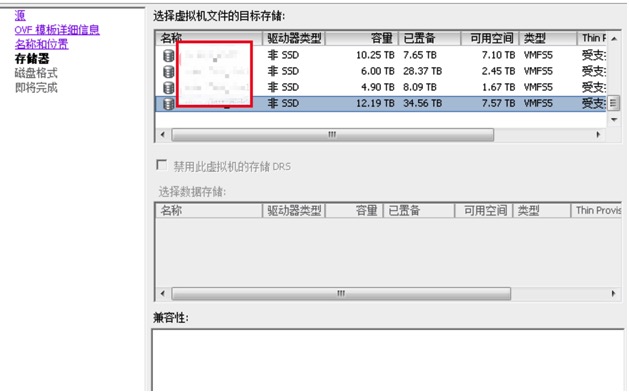 源
OVF 模板详细信息
名称和位置
存储器
磁盘格式
即将完成
选择虚拟机文件的目标存储:
名称 驱动器类型 容量 已置备 可用空间 类型 Thin P
非 SSD 10.25 TB 7.65 TB 7.10 TB VMFS5 受支
非 SSD 6.00 TB 28.37 TB 2.45 TB VMFS5 受支
非 SSD 4.90 TB 8.09 TB 1.67 TB VMFS5 受支
非 SSD 12.19 TB 34.56 TB 7.57 TB VMFS5 受支
禁用此虚拟机的存储 DRS
选择数据存储:
名称 驱动器类型 容量 已置备 可用空间 类型 Thin Provis
兼容性: